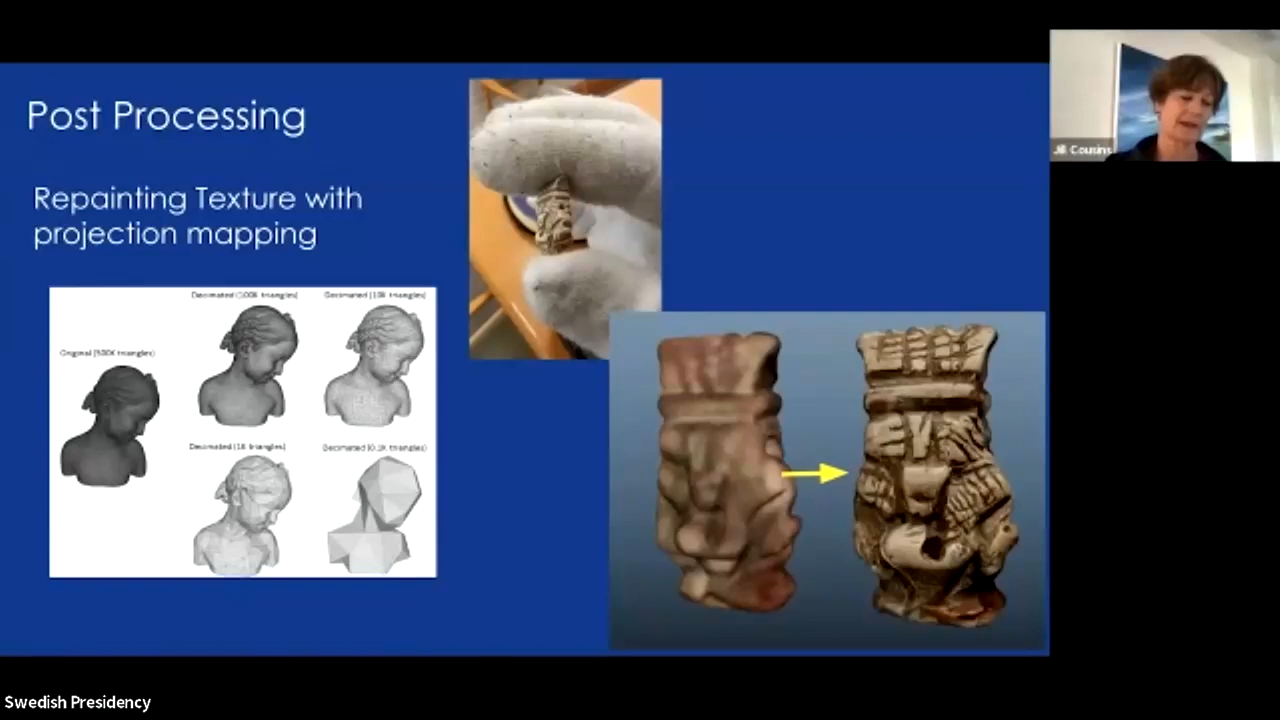 Post Processing
Repainting Texture with
projection mapping
Original (500K triangles)
Decimated (100K triangles)
Decimated (10K triangles)
Decimated (1K triangles)
Decimated (0.1K triangles)
Jill Cousins
Swedish Presidency